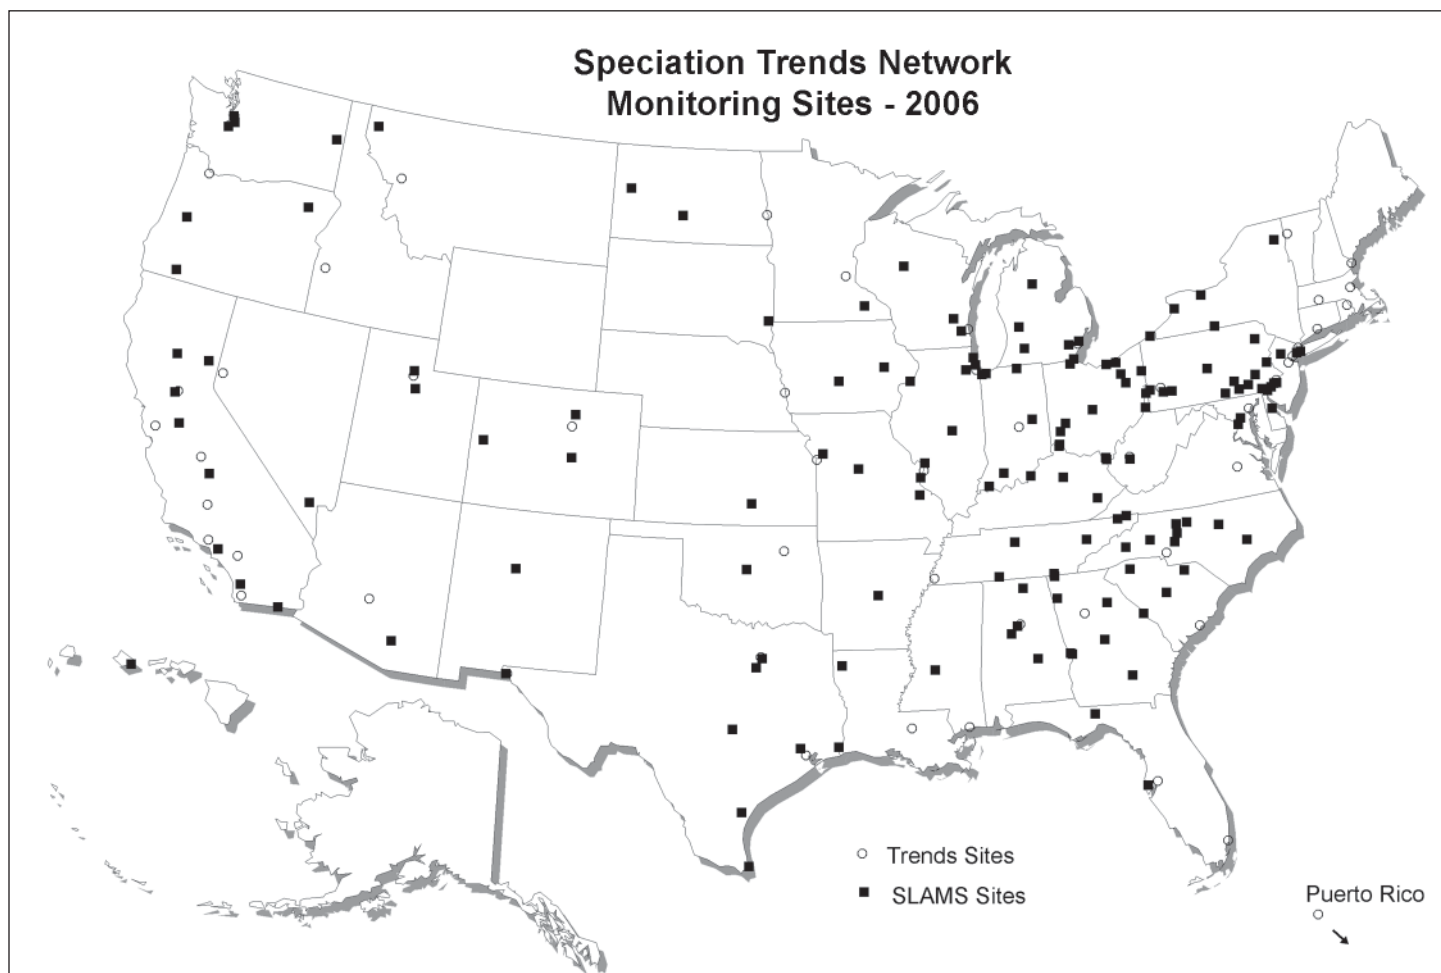 Speciation Trends Network
Monitoring Sites - 2006
Trends Sites
SLAMS Sites
Puerto Rico